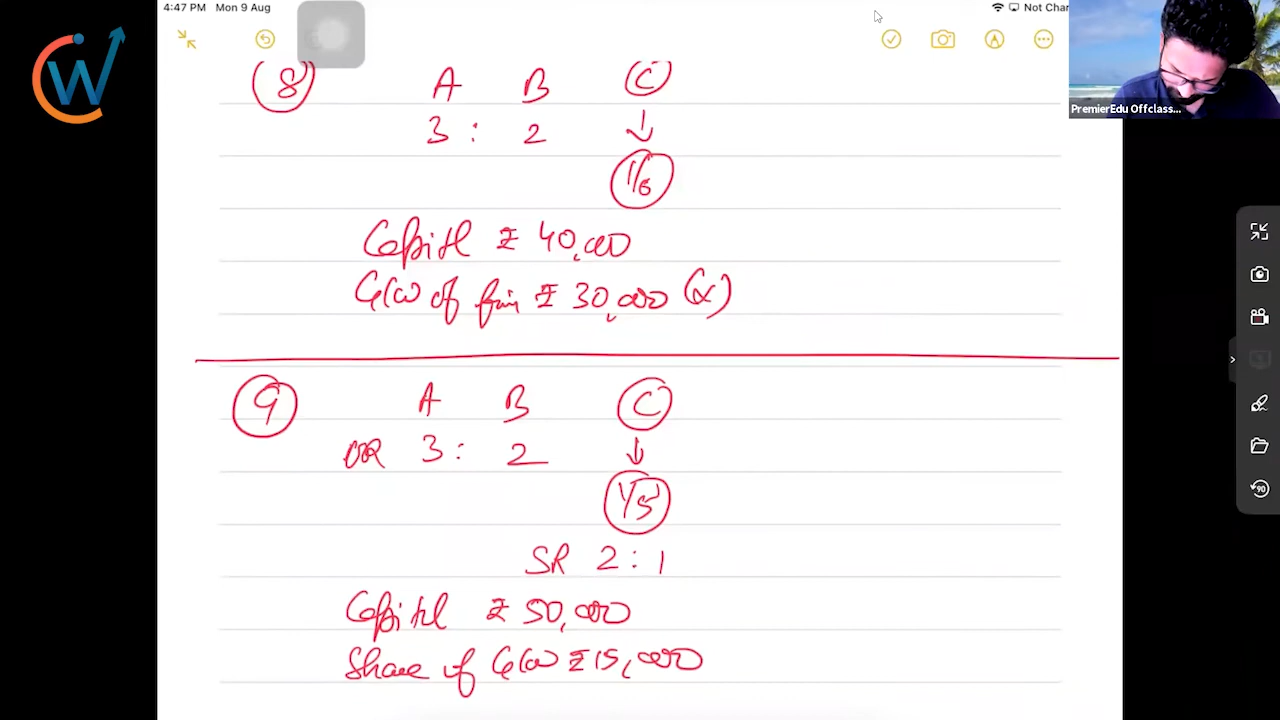 4:47 PM Mon 9 Aug
Not Char
PremierEdu Offclass...
W
8 A B C
3 : 2
1/6
Capital ₹ 40,000
G/W of firm ₹ 30,000 (x)
9 A B C
OR 3 : 2
1/5
SR 2 : 1
Capital ₹ 50,000
Share of G/W ₹ 15,000
90